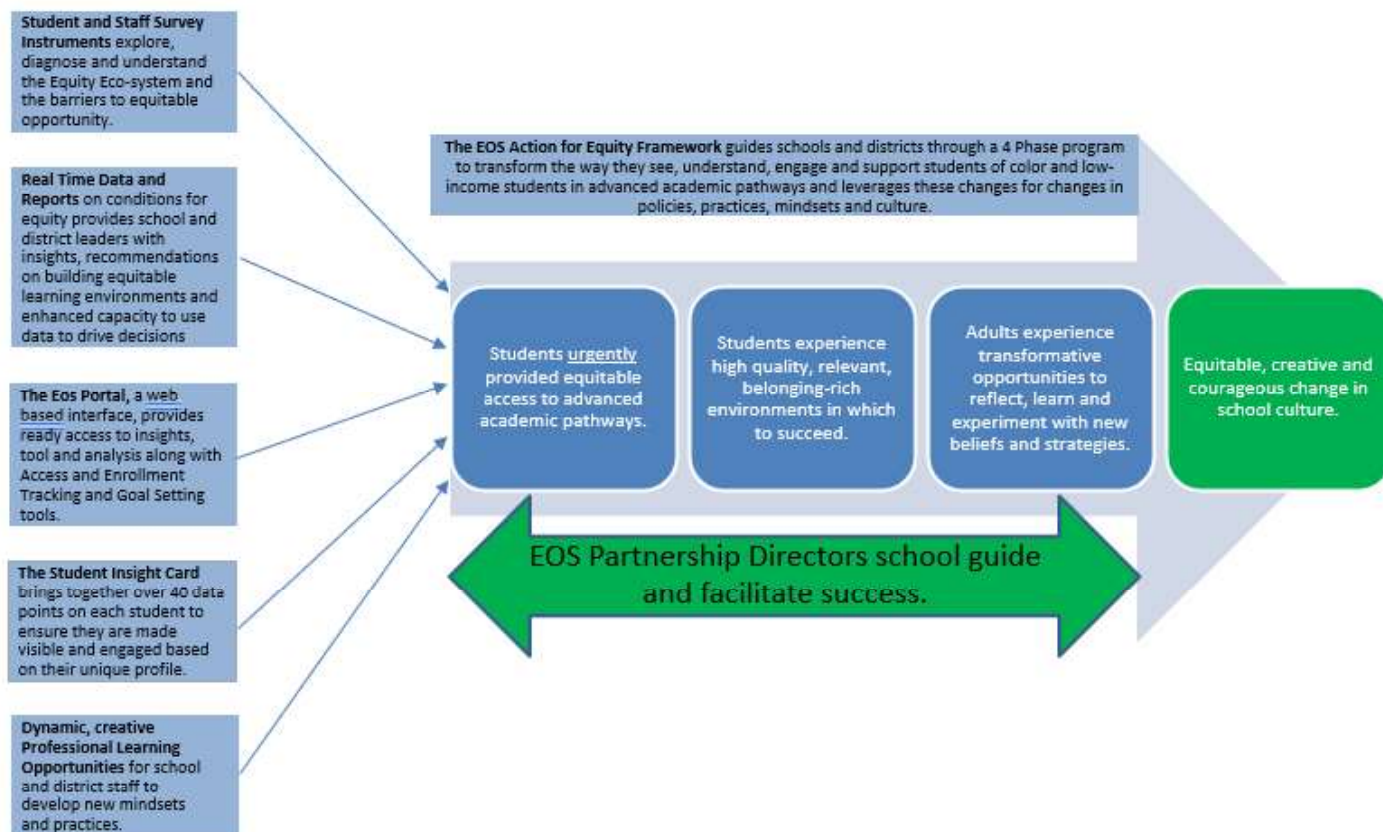 Student and Staff Survey
Instruments explore,
diagnose and understand
the Equity Eco-system and
the barriers to equitable
opportunity.
Real Time Data and
Reports on conditions for
equity provides school and
district leaders with
insights, recommendations
on building equitable
learning environments and
enhanced capacity to use
data to drive decisions
The Eos Portal, a web
based interface, provides
ready access to insights,
tool and analysis along with
Access and Enrollment
Tracking and Goal Setting
tools.
The Student Insight Card
brings together over 40 data
points on each student to
ensure they are made
visible and engaged based
on their unique profile.
Dynamic, creative
Professional Learning
Opportunities for school
and district staff to
develop new mindsets
and practices.
The EOS Action for Equity Framework guides schools and districts through a 4 Phase program
to transform the way they see, understand, engage and support students of color and low-
income students in advanced academic pathways and leverages these changes for changes in
policies, practices, mindsets and culture.
Students urgently
provided equitable
access to advanced
academic pathways.
Students experience
high quality, relevant,
belonging-rich
environments in which
to succeed.
Adults experience
transformative
opportunities to
reflect, learn and
experiment with new
beliefs and strategies.
Equitable, creative and
courageous change in
school culture.
EOS Partnership Directors school guide
and facilitate success.